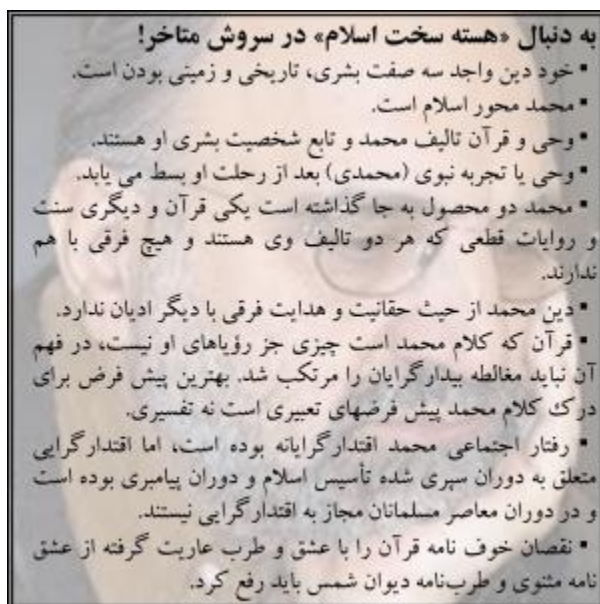 به دنبال «هسته سخت اسلام» در سروش متاخر!
▪ خود دین واجد سه صفت بشری، تاریخی و زمینی بودن است.
▪ محمد محور اسلام است.
▪ وحی و قرآن تالیف محمد و تابع شخصیت بشری او هستند.
▪ وحی یا تجربه نبوی (محمدی) بعد از رحلت او بسط می یابد.
▪ محمد دو محصول به جا گذاشته است یکی قرآن و دیگری سنت
و روایات قطعی که هر دو تالیف وی هستند و هیچ فرقی با هم
ندارند.
▪ دین محمد از حیث حقانیت و هدایت فرقی با دیگر ادیان ندارد.
▪ قرآن که کلام محمد است چیزی جز رؤیاهای او نیست، در فهم
آن نباید مغالطه بیدارگرایان را مرتکب شد. بهترین پیش فرض برای
درک کلام محمد پیش فرضهای تعبیری است نه تفسیری.
▪ رفتار اجتماعی محمد اقتدارگرایانه بوده است، اما اقتدارگرایی
متعلق به دوران سپری شده تأسیس اسلام و دوران پیامبری بوده است
و در دوران معاصر مسلمانان مجاز به اقتدارگرایی نیستند.
▪ نقصان خوف نامه قرآن را با عشق و طرب عاریت گرفته از عشق
نامه مثنوی و طرب‌نامه دیوان شمس باید رفع کرد.